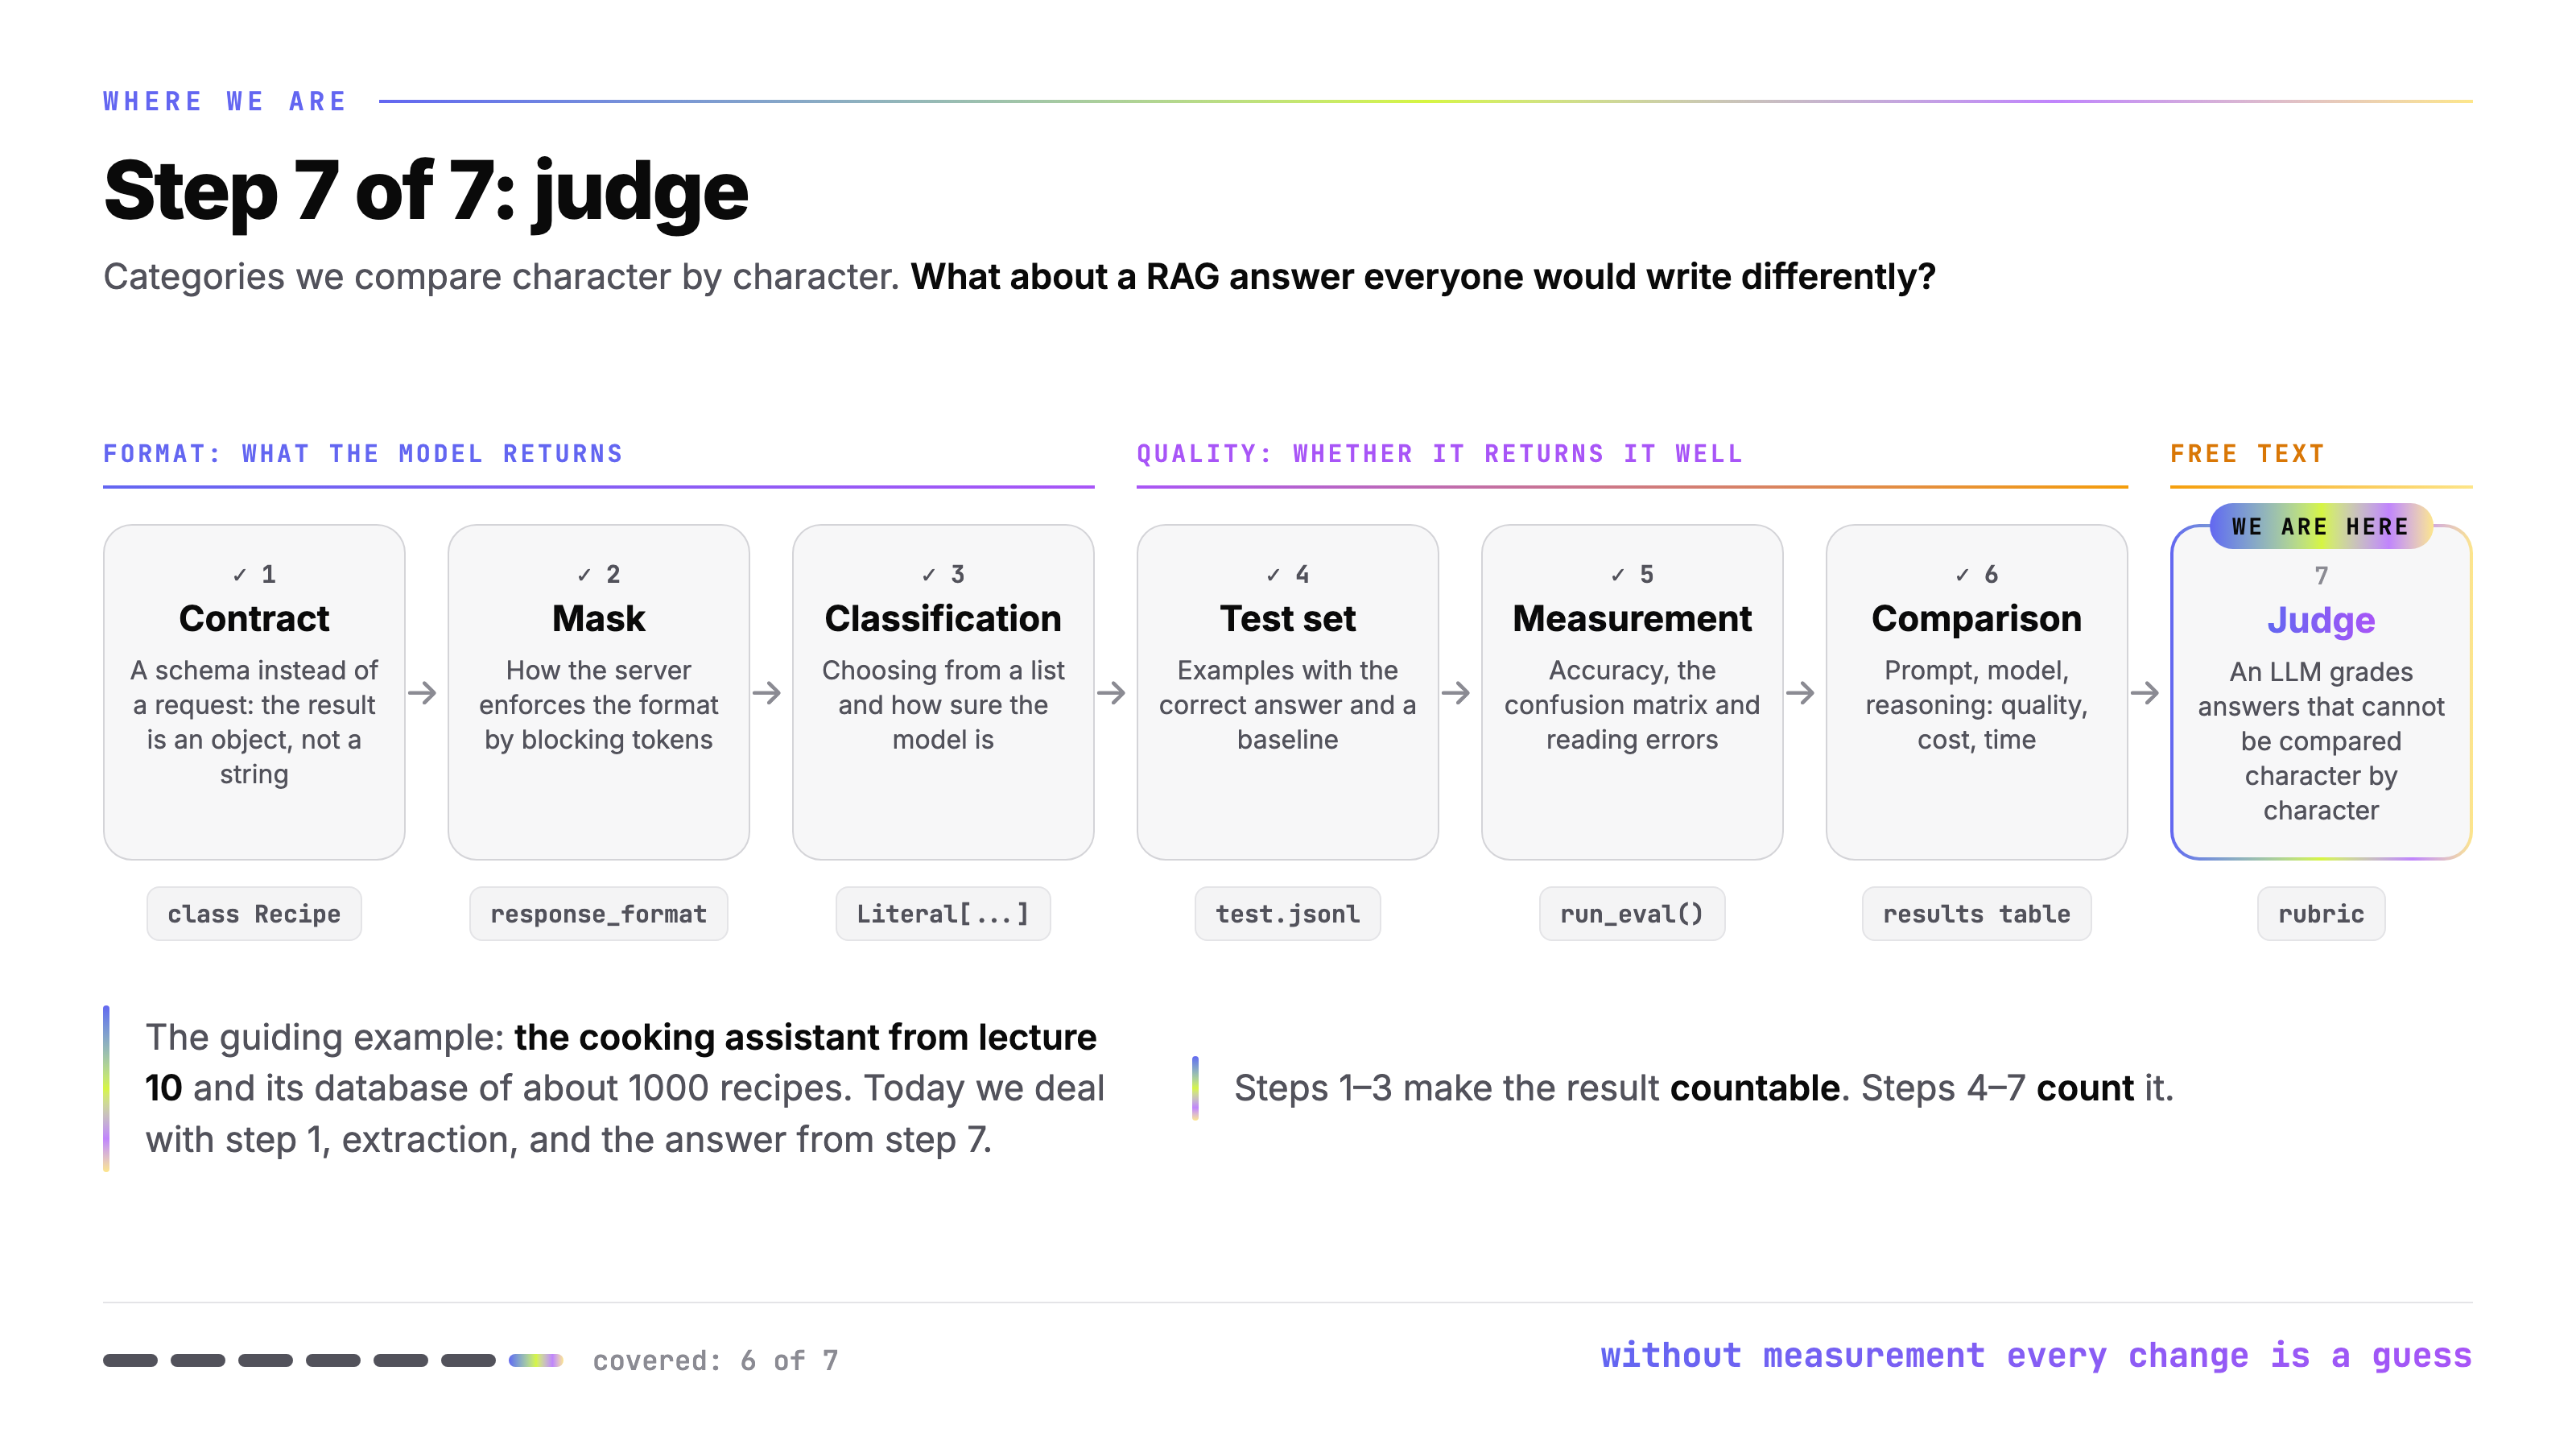 WHERE WE ARE
Step 7 of 7: judge
Categories we compare character by character. What about a RAG answer everyone would write differently?
FORMAT: WHAT THE MODEL RETURNS
✓ 1
Contract
A schema instead of
a request: the result
is an object, not a
string
class Recipe
✓ 2
Mask
How the server
enforces the format
by blocking tokens
response_format
✓ 3
Classification
Choosing from a list
and how sure the
model is
Literal[...]
QUALITY: WHETHER IT RETURNS IT WELL
✓ 4
Test set
Examples with the
correct answer and a
baseline
test.jsonl
✓ 5
Measurement
Accuracy, the
confusion matrix and
reading errors
run_eval()
✓ 6
Comparison
Prompt, model,
reasoning: quality,
cost, time
results table
FREE TEXT
WE ARE HERE
7
Judge
An LLM grades
answers that cannot
be compared
character by
character
rubric
The guiding example: the cooking assistant from lecture
10 and its database of about 1000 recipes. Today we deal
with step 1, extraction, and the answer from step 7.
Steps 1–3 make the result countable. Steps 4–7 count it.
covered: 6 of 7
without measurement every change is a guess